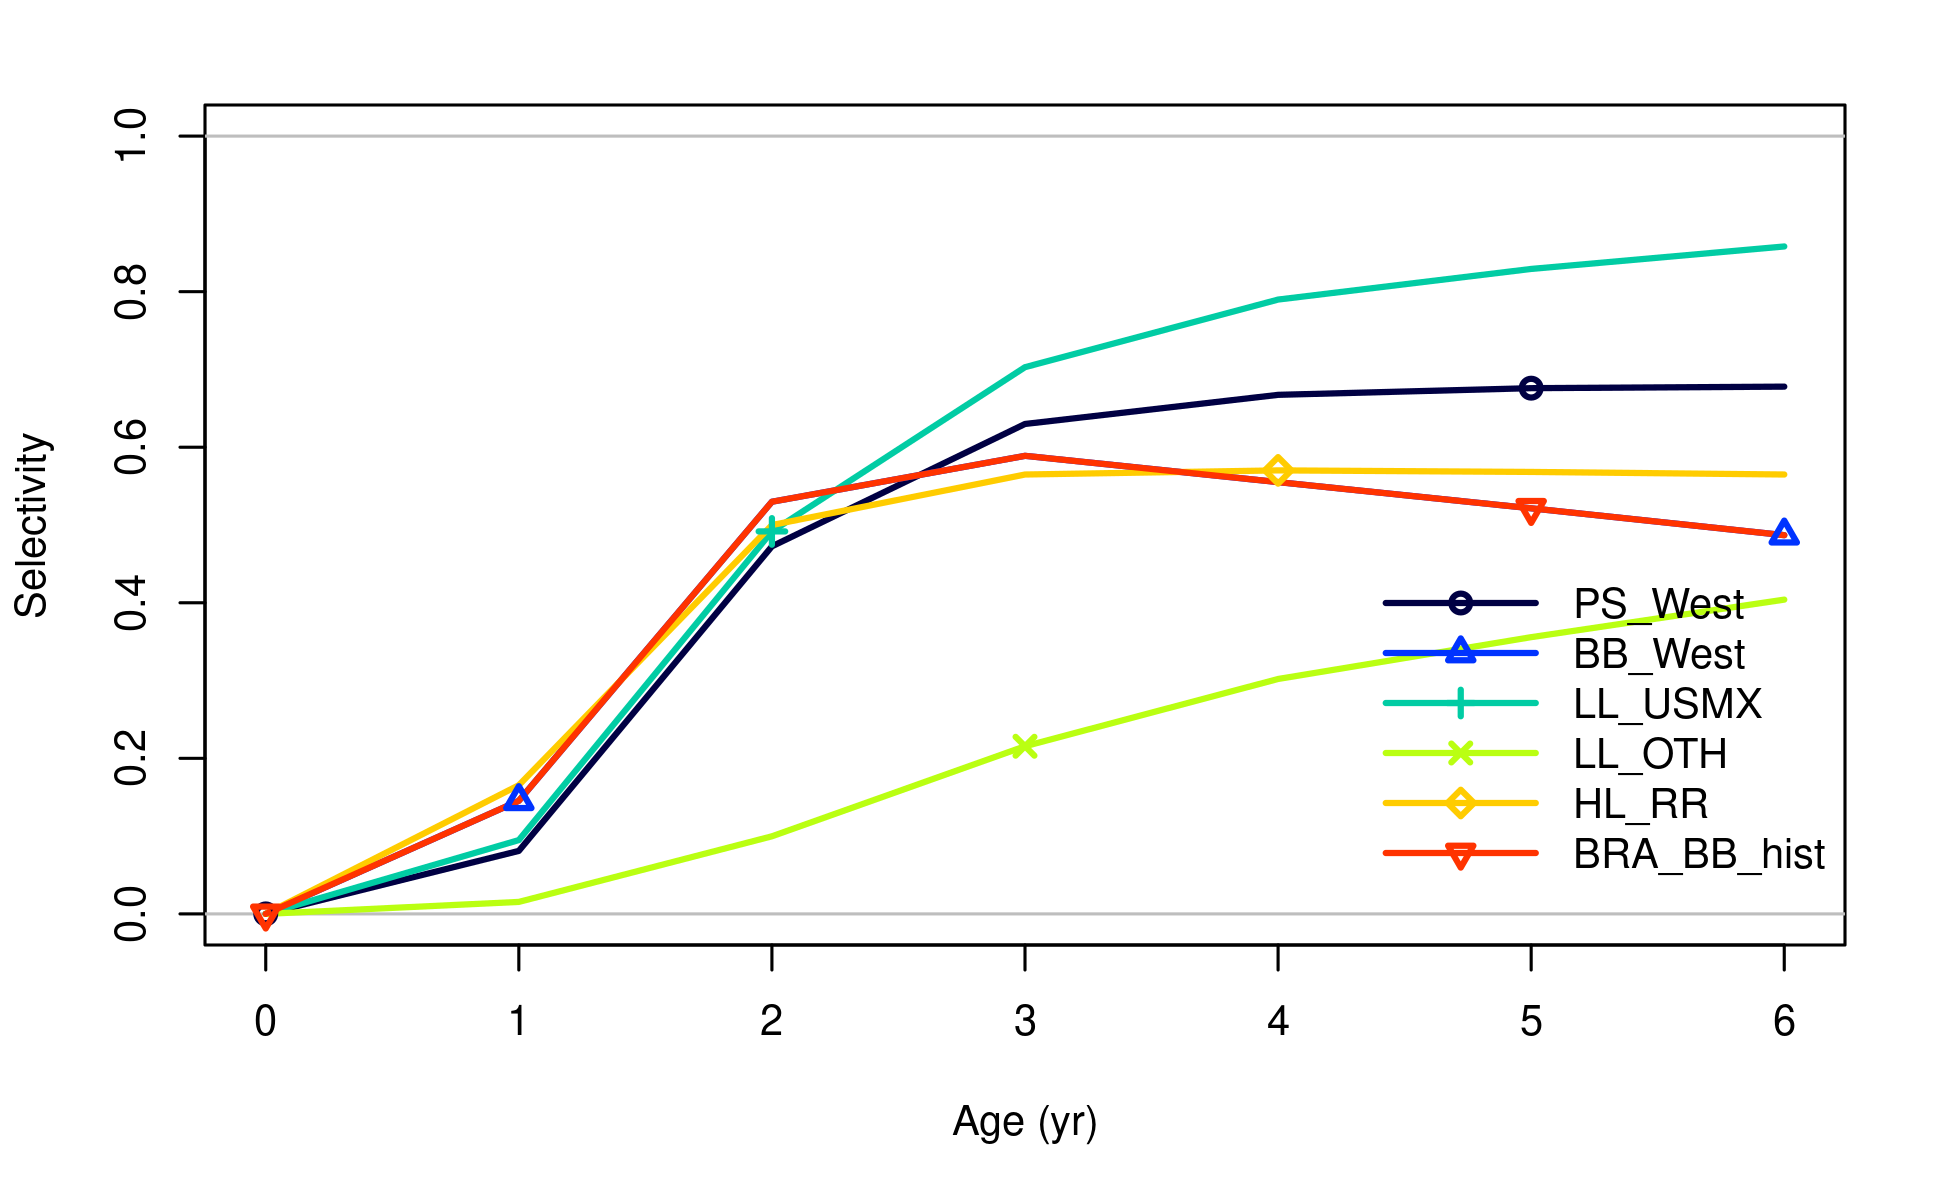 1.0
0.8
0.6
0.4
0.2
0.0
Selectivity
0 1 2 3 4 5 6
Age (yr)
PS_West
BB_West
LL_USMX
LL_OTH
HL_RR
BRA_BB_hist